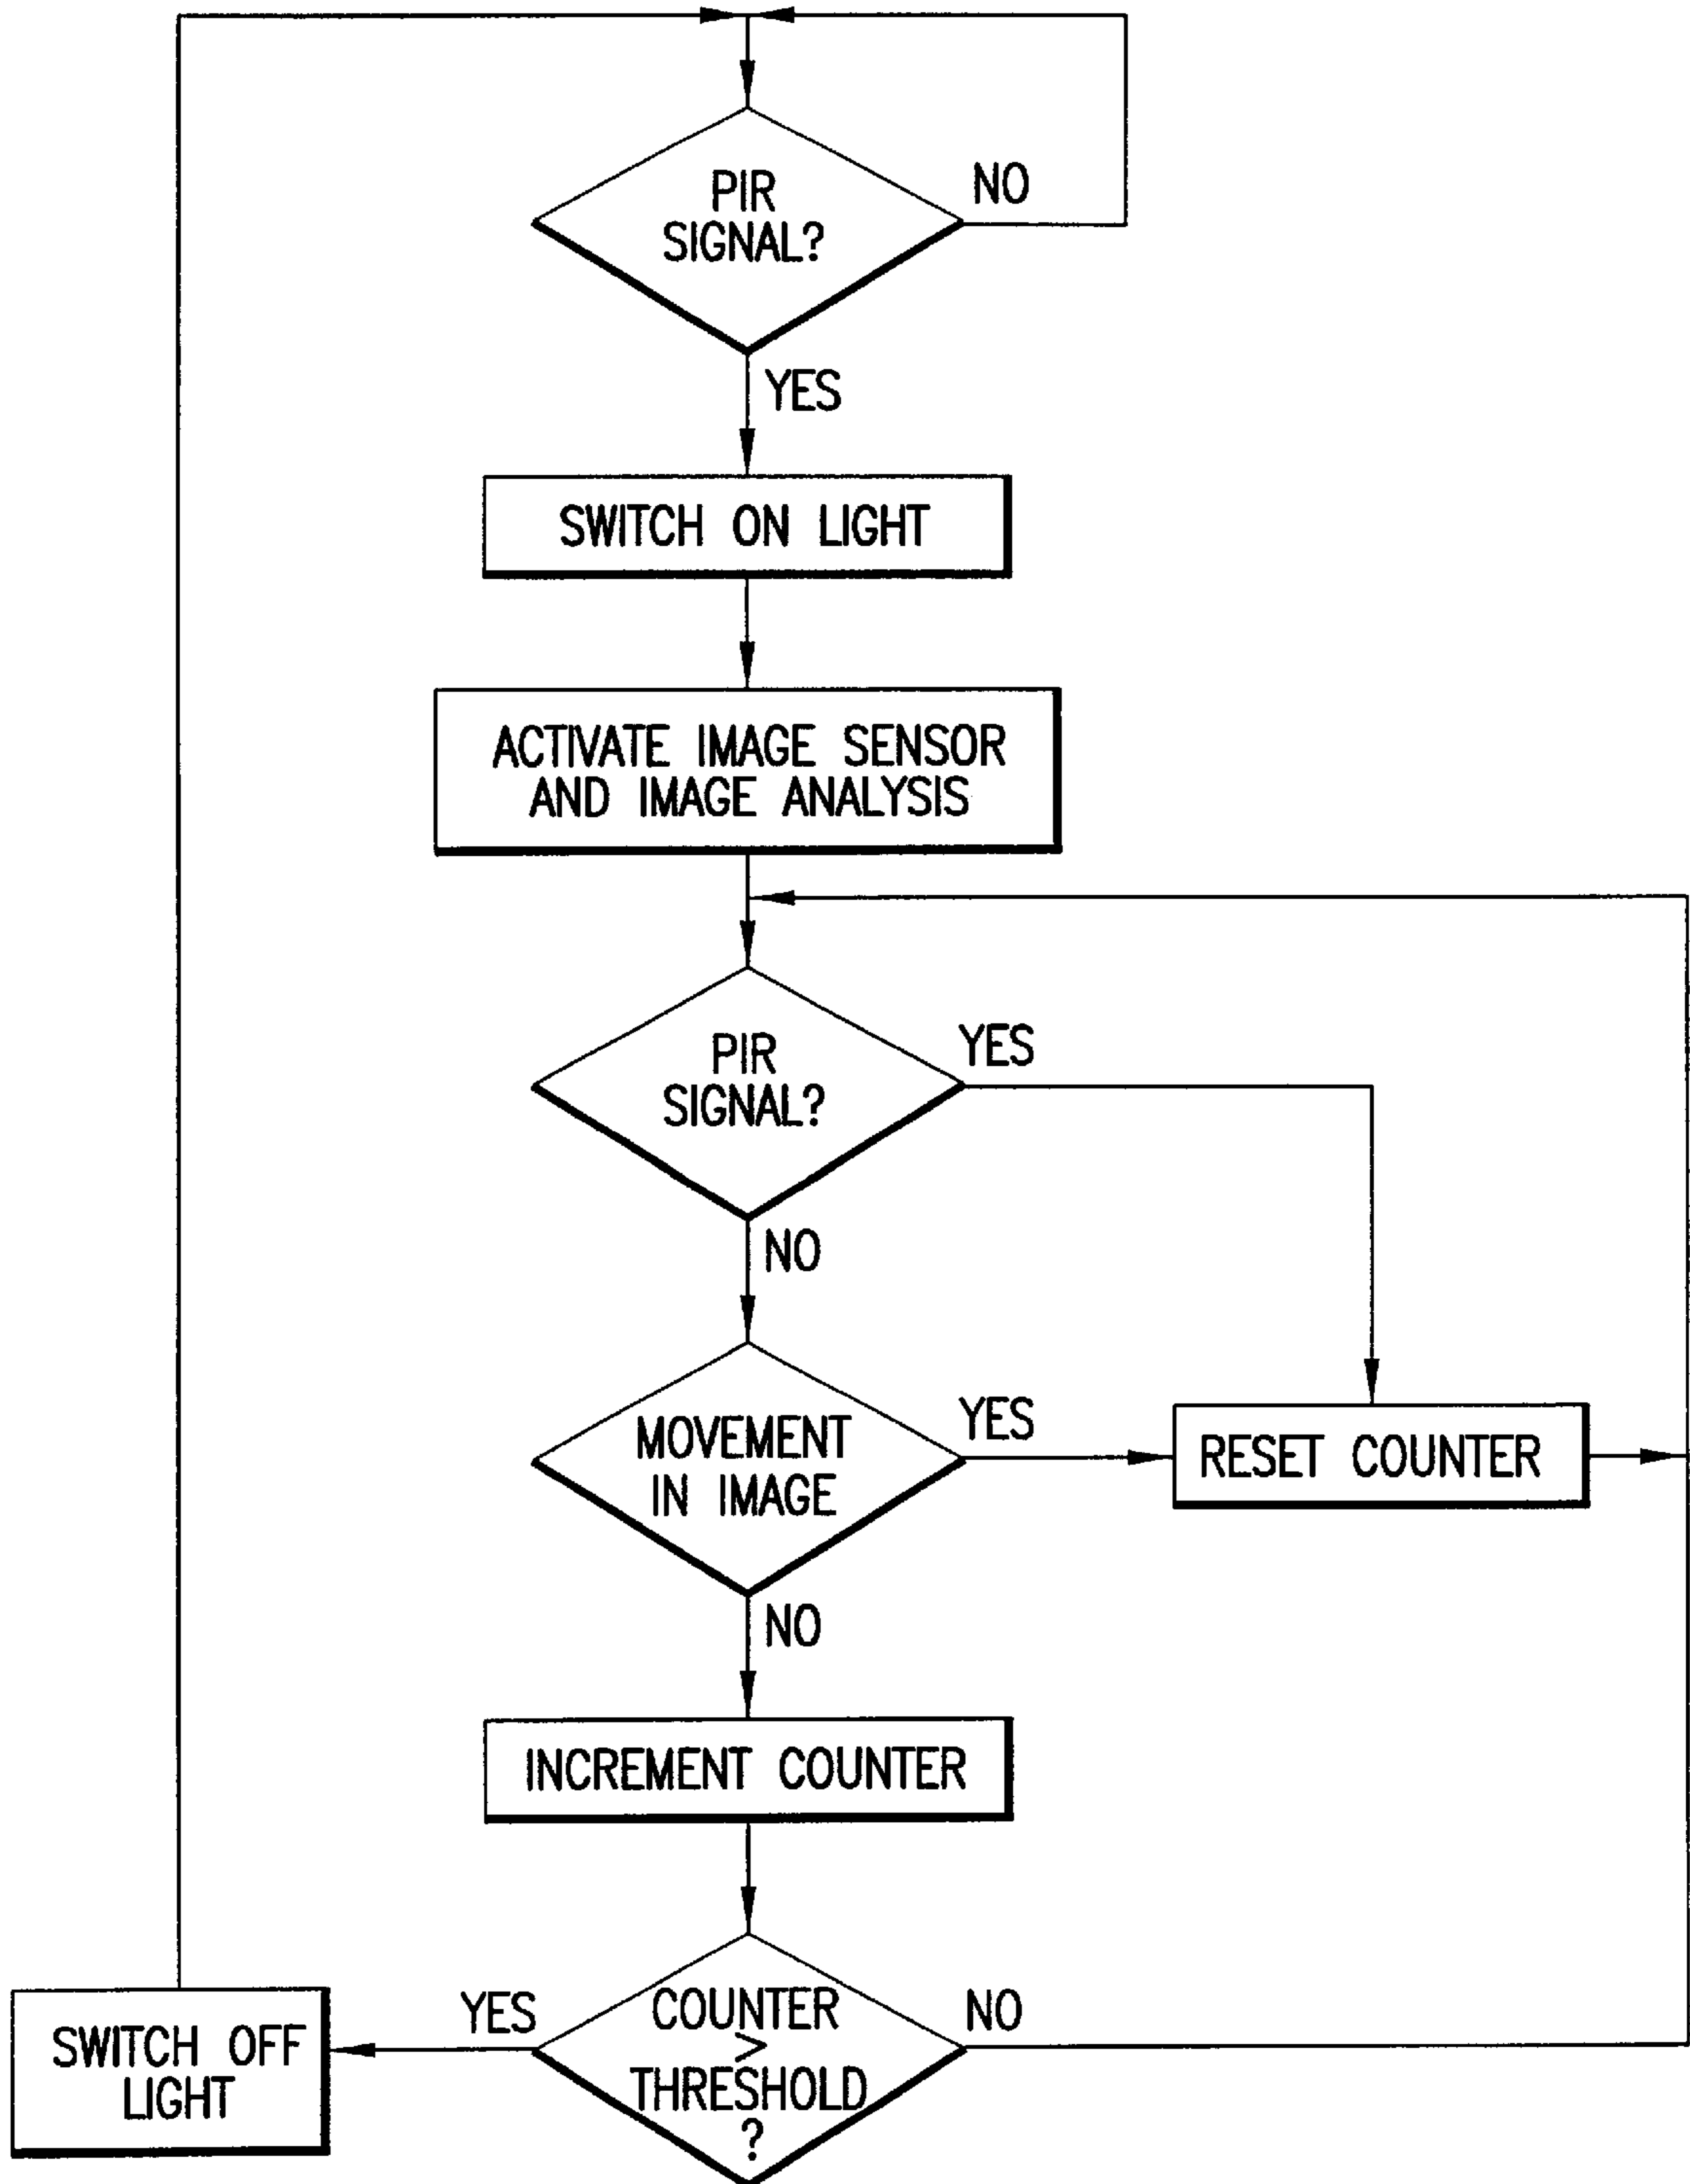 PIR
SIGNAL?
NO
YES
SWITCH ON LIGHT
ACTIVATE IMAGE SENSOR
AND IMAGE ANALYSIS
PIR
SIGNAL?
YES
NO
MOVEMENT
IN IMAGE
YES
RESET COUNTER
NO
INCREMENT COUNTER
COUNTER
>
THRESHOLD
?
YES
NO
SWITCH OFF
LIGHT